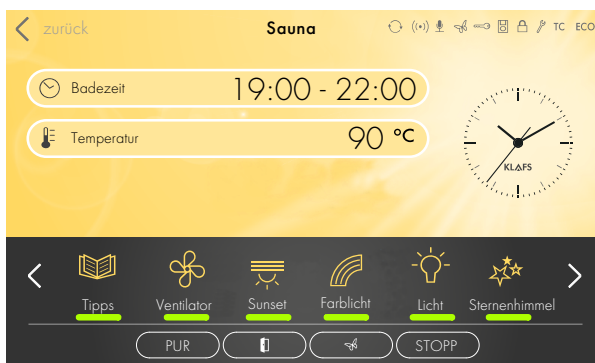 zurück Sauna TC ECO
Badezeit 19:00 - 22:00
Temperatur 90 °C
KLAFS
Tipps Ventilator Sunset Farblicht Licht Sternenhimmel
PUR STOPP